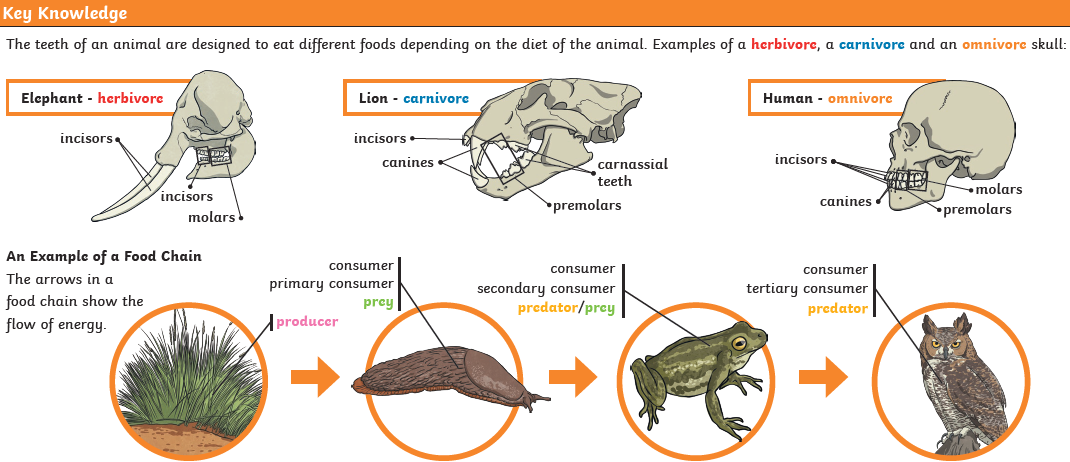 Key Knowledge
The teeth of an animal are designed to eat different foods depending on the diet of the animal. Examples of a herbivore, a carnivore and an omnivore skull:
Elephant - herbivore
incisors
incisors
molars
Lion - carnivore
incisors
canines
carnassial
teeth
premolars
Human - omnivore
incisors
canines
molars
premolars
An Example of a Food Chain
The arrows in a
food chain show the
flow of energy.
producer
consumer
primary consumer
prey
consumer
secondary consumer
predator/prey
consumer
tertiary consumer
predator